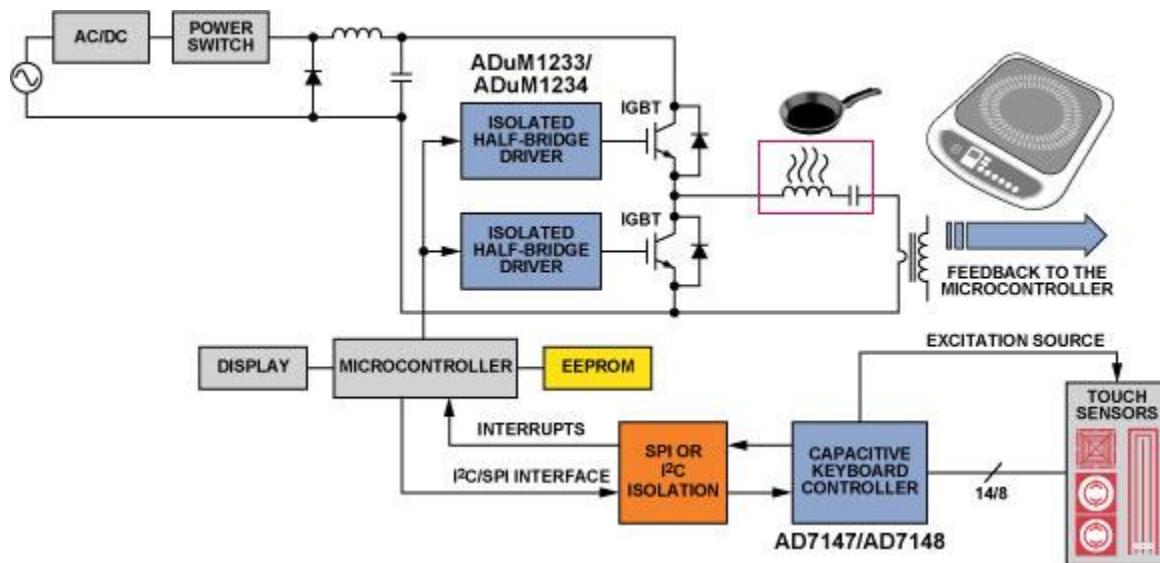 AC/DC
POWER
SWITCH
ADuM1233/
ADuM1234
ISOLATED
HALF-BRIDGE
DRIVER
IGBT
ISOLATED
HALF-BRIDGE
DRIVER
IGBT
FEEDBACK TO THE
MICROCONTROLLER
DISPLAY
MICROCONTROLLER
EEPROM
EXCITATION SOURCE
TOUCH
SENSORS
INTERRUPTS
I²C/SPI INTERFACE
SPI OR
I²C
ISOLATION
CAPACITIVE
KEYBOARD
CONTROLLER
14/8
AD7147/AD7148